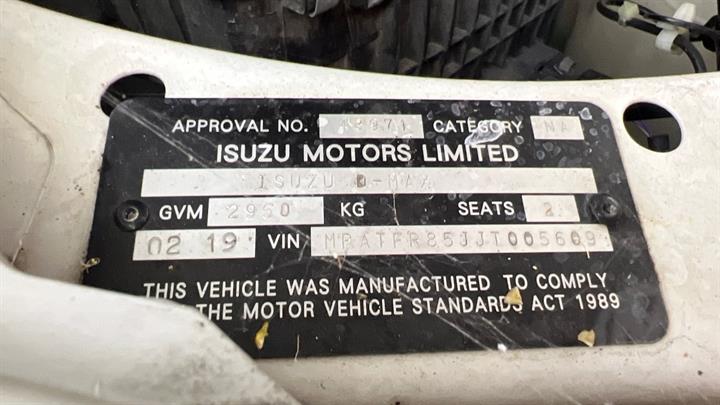 APPROVAL NO. CATEGORY NA
ISUZU MOTORS LIMITED
ISUZU D-MAX
GVM 2950 KG SEATS 2
02 19 VIN MPATFR85JJT005609
THIS VEHICLE WAS MANUFACTURED TO COMPLY
THE MOTOR VEHICLE STANDARDS ACT 1989